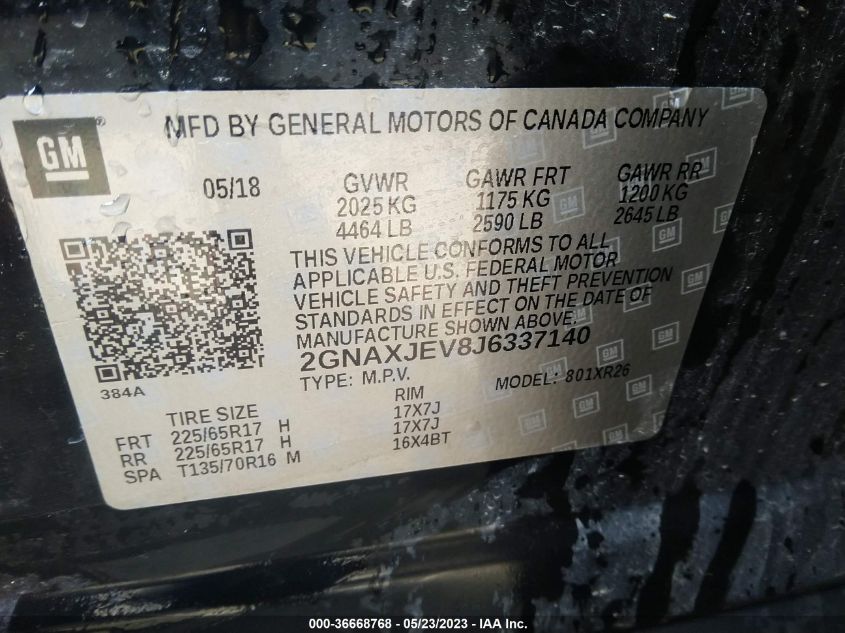 MFD BY GENERAL MOTORS OF CANADA COMPANY
GM
05/18 GVWR GAWR FRT GAWR RR
2025 KG 1175 KG 1200 KG
4464 LB 2590 LB 2645 LB
THIS VEHICLE CONFORMS TO ALL
APPLICABLE U.S. FEDERAL MOTOR
VEHICLE SAFETY AND THEFT PREVENTION
STANDARDS IN EFFECT ON THE DATE OF
MANUFACTURE SHOWN ABOVE.
2GNAXJEV8J6337140
TYPE: M.P.V. MODEL: 801XR26
384A
TIRE SIZE RIM
FRT 225/65R17 H 17X7J
RR 225/65R17 H 17X7J
SPA T135/70R16 M 16X4BT
000-36668768 - 05/23/2023 - IAA Inc.